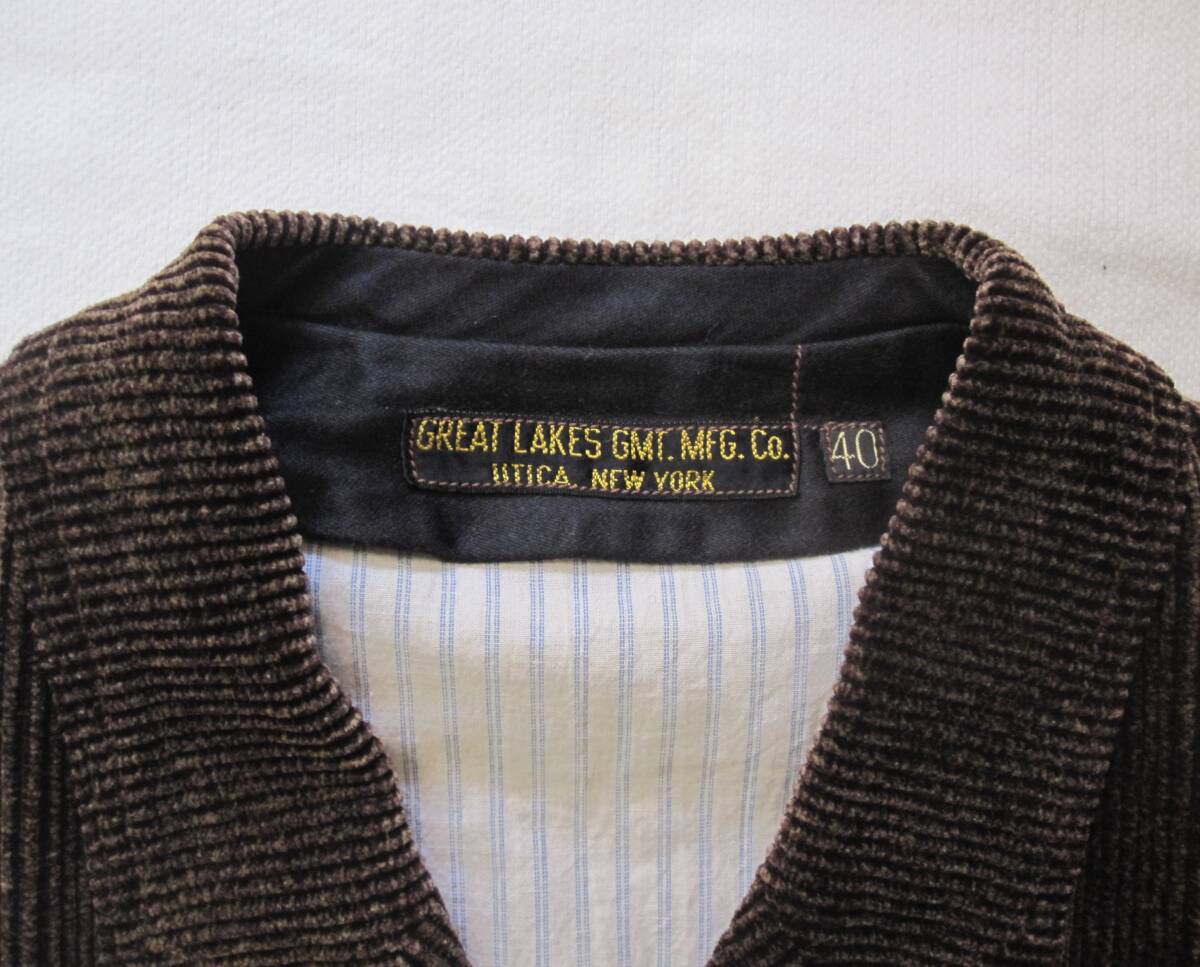 GREAT LAKES GMT. MFG. Co.
UTICA, NEW YORK
40